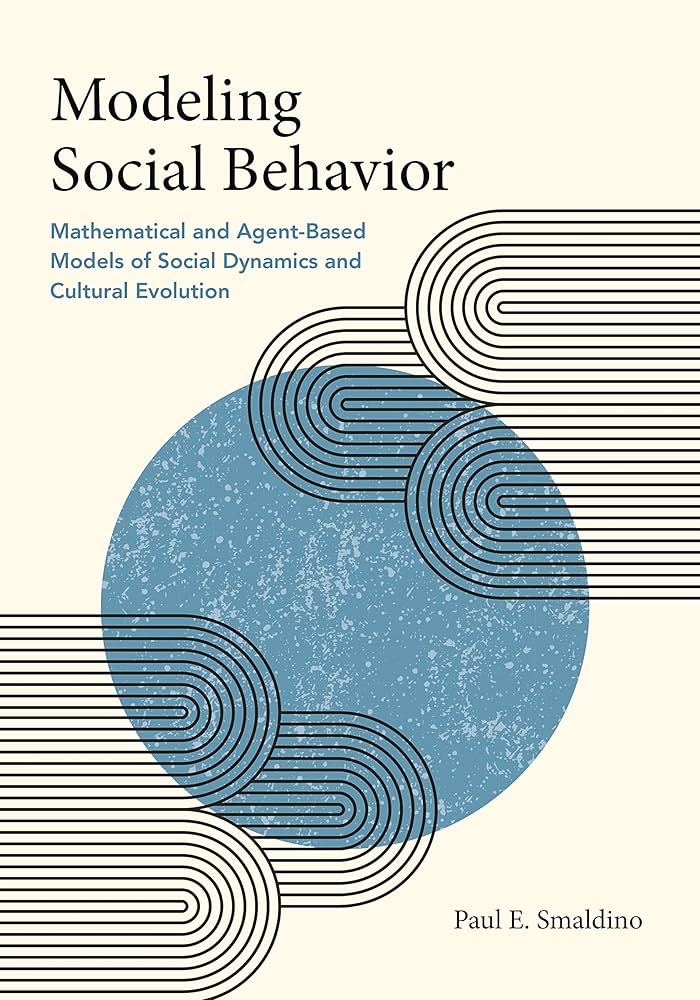 Modeling
Social Behavior
Mathematical and Agent-Based
Models of Social Dynamics and
Cultural Evolution
Paul E. Smaldino